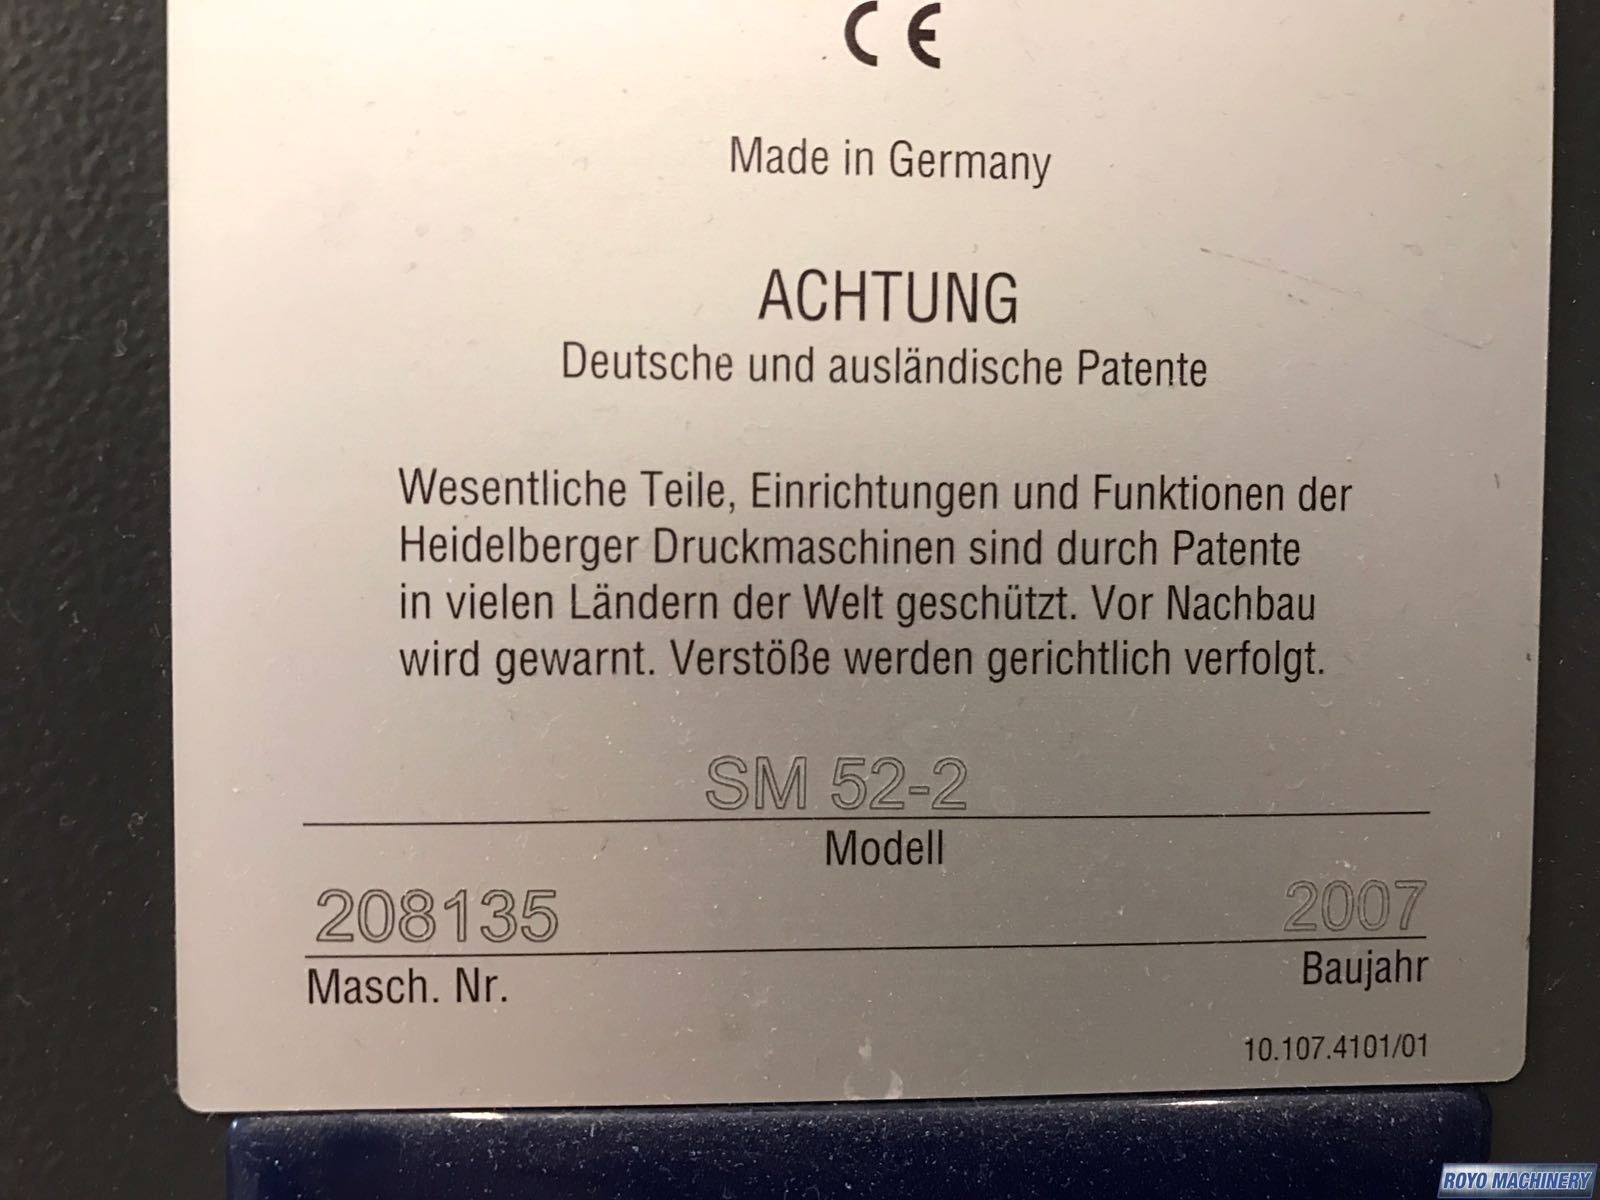 CE
Made in Germany
ACHTUNG
Deutsche und ausländische Patente
Wesentliche Teile, Einrichtungen und Funktionen der
Heidelberger Druckmaschinen sind durch Patente
in vielen Ländern der Welt geschützt. Vor Nachbau
wird gewarnt. Verstöße werden gerichtlich verfolgt.
SM 52-2
Modell
208135 2007
Masch. Nr. Baujahr
10.107.4101/01
ROYO MACHINERY